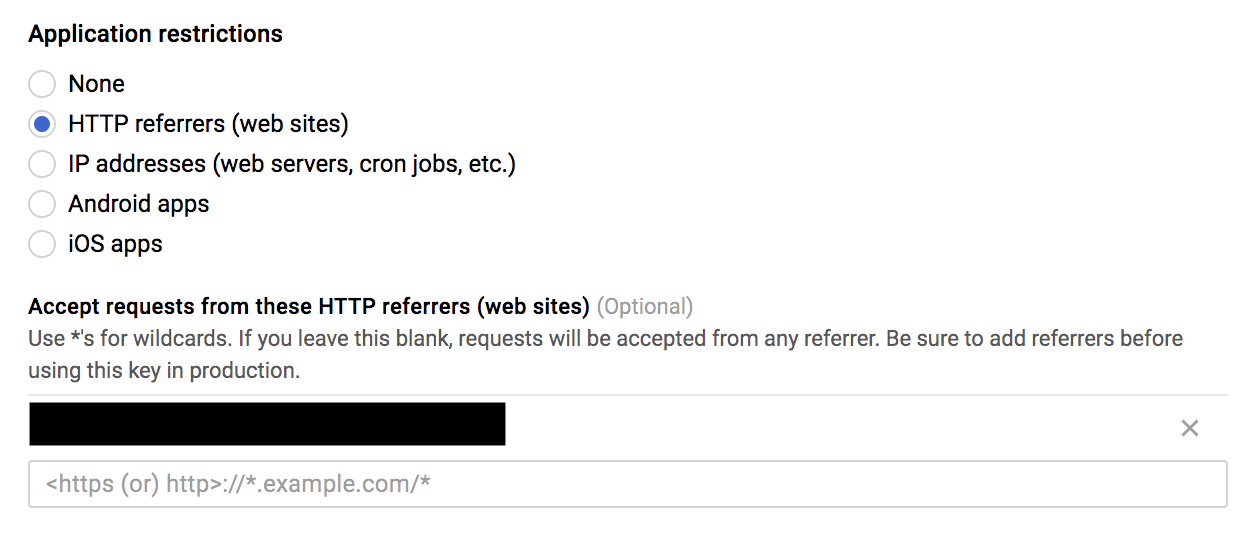 Application restrictions
None
HTTP referrers (web sites)
IP addresses (web servers, cron jobs, etc.)
Android apps
iOS apps
Accept requests from these HTTP referrers (web sites) (Optional)
Use *'s for wildcards. If you leave this blank, requests will be accepted from any referrer. Be sure to add referrers before
using this key in production.
<https (or) http>://*.example.com/*